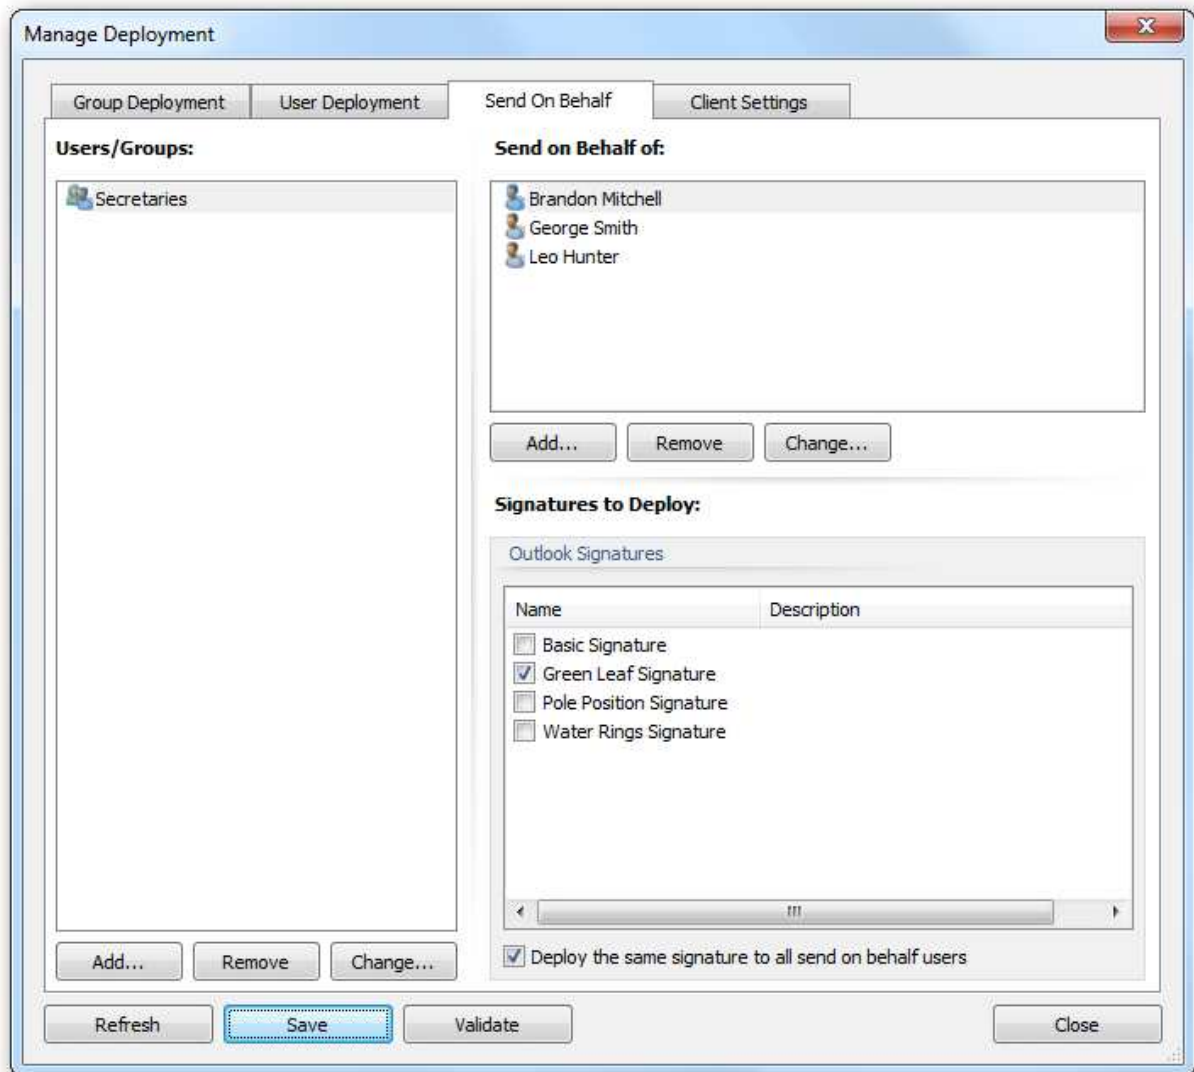 Manage Deployment
Group Deployment
User Deployment
Send On Behalf
Client Settings
Users/Groups:
Secretaries
Add...
Remove
Change...
Send on Behalf of:
Brandon Mitchell
George Smith
Leo Hunter
Add...
Remove
Change...
Signatures to Deploy:
Outlook Signatures
Name
Description
Basic Signature
Green Leaf Signature
Pole Position Signature
Water Rings Signature
Deploy the same signature to all send on behalf users
Refresh
Save
Validate
Close